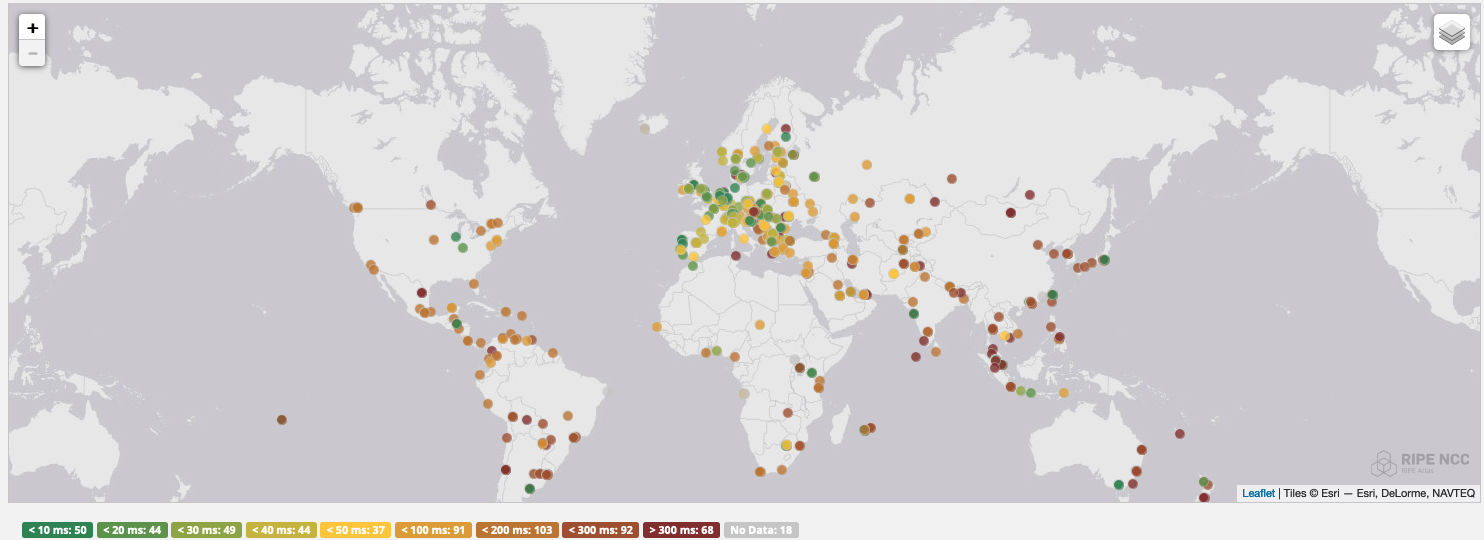 +
−
RIPE NCC
RIPE Atlas
Leaflet | Tiles © Esri — Esri, DeLorme, NAVTEQ
< 10 ms: 50 < 20 ms: 44 < 30 ms: 49 < 40 ms: 44 < 50 ms: 37 < 100 ms: 91 < 200 ms: 103 < 300 ms: 92 > 300 ms: 68 No Data: 18